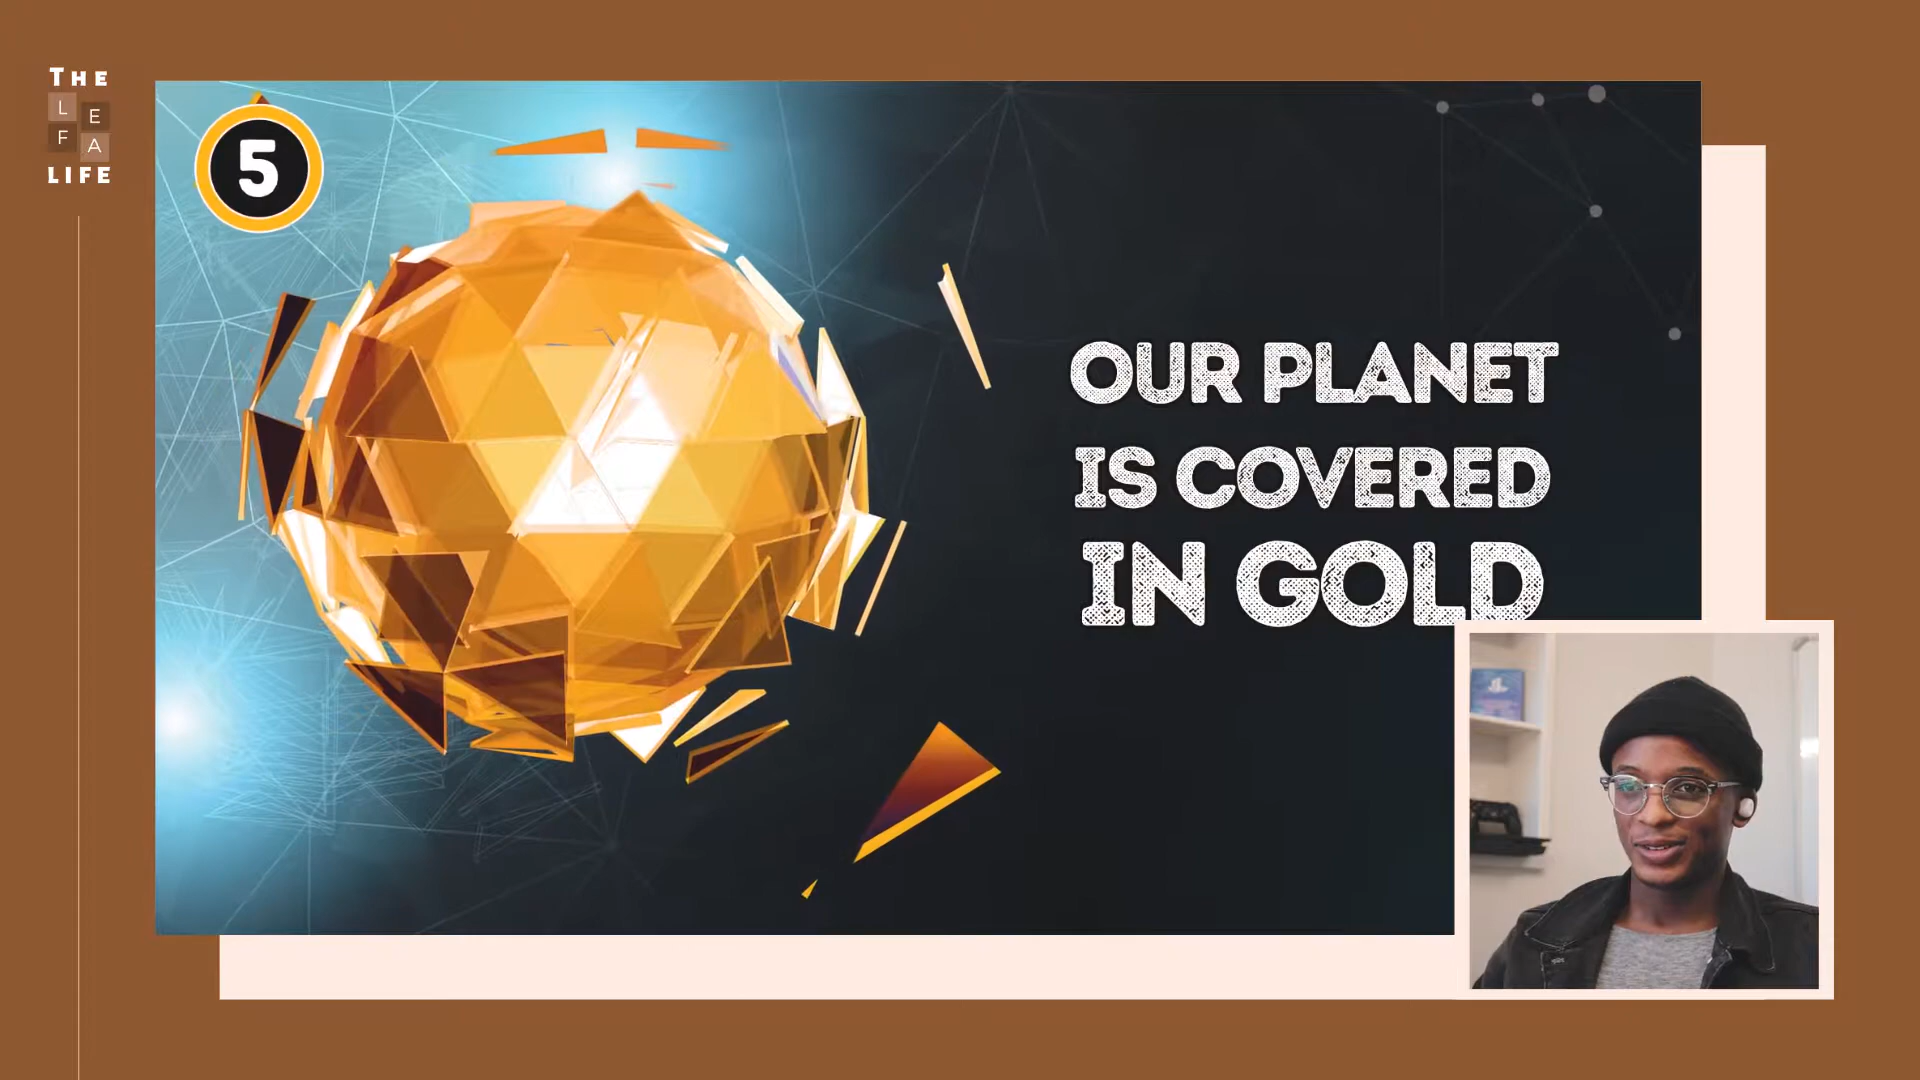 THE
L E
F A
LIFE
5
OUR PLANET
IS COVERED
IN GOLD